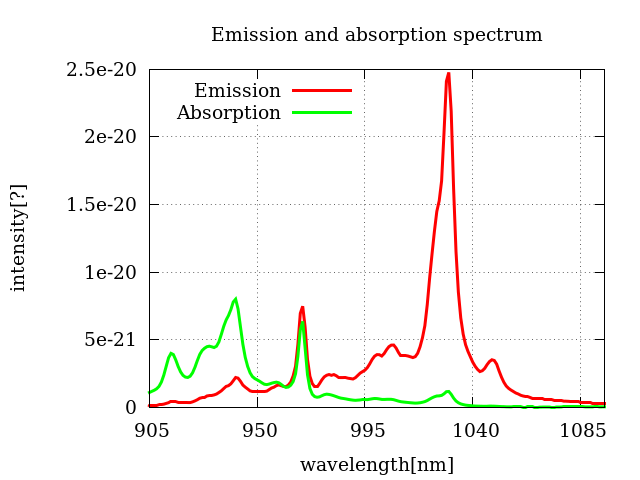 Emission and absorption spectrum
2.5e-20
2e-20
1.5e-20
1e-20
5e-21
0
Emission
Absorption
intensity[?]
905 950 995 1040 1085
wavelength[nm]